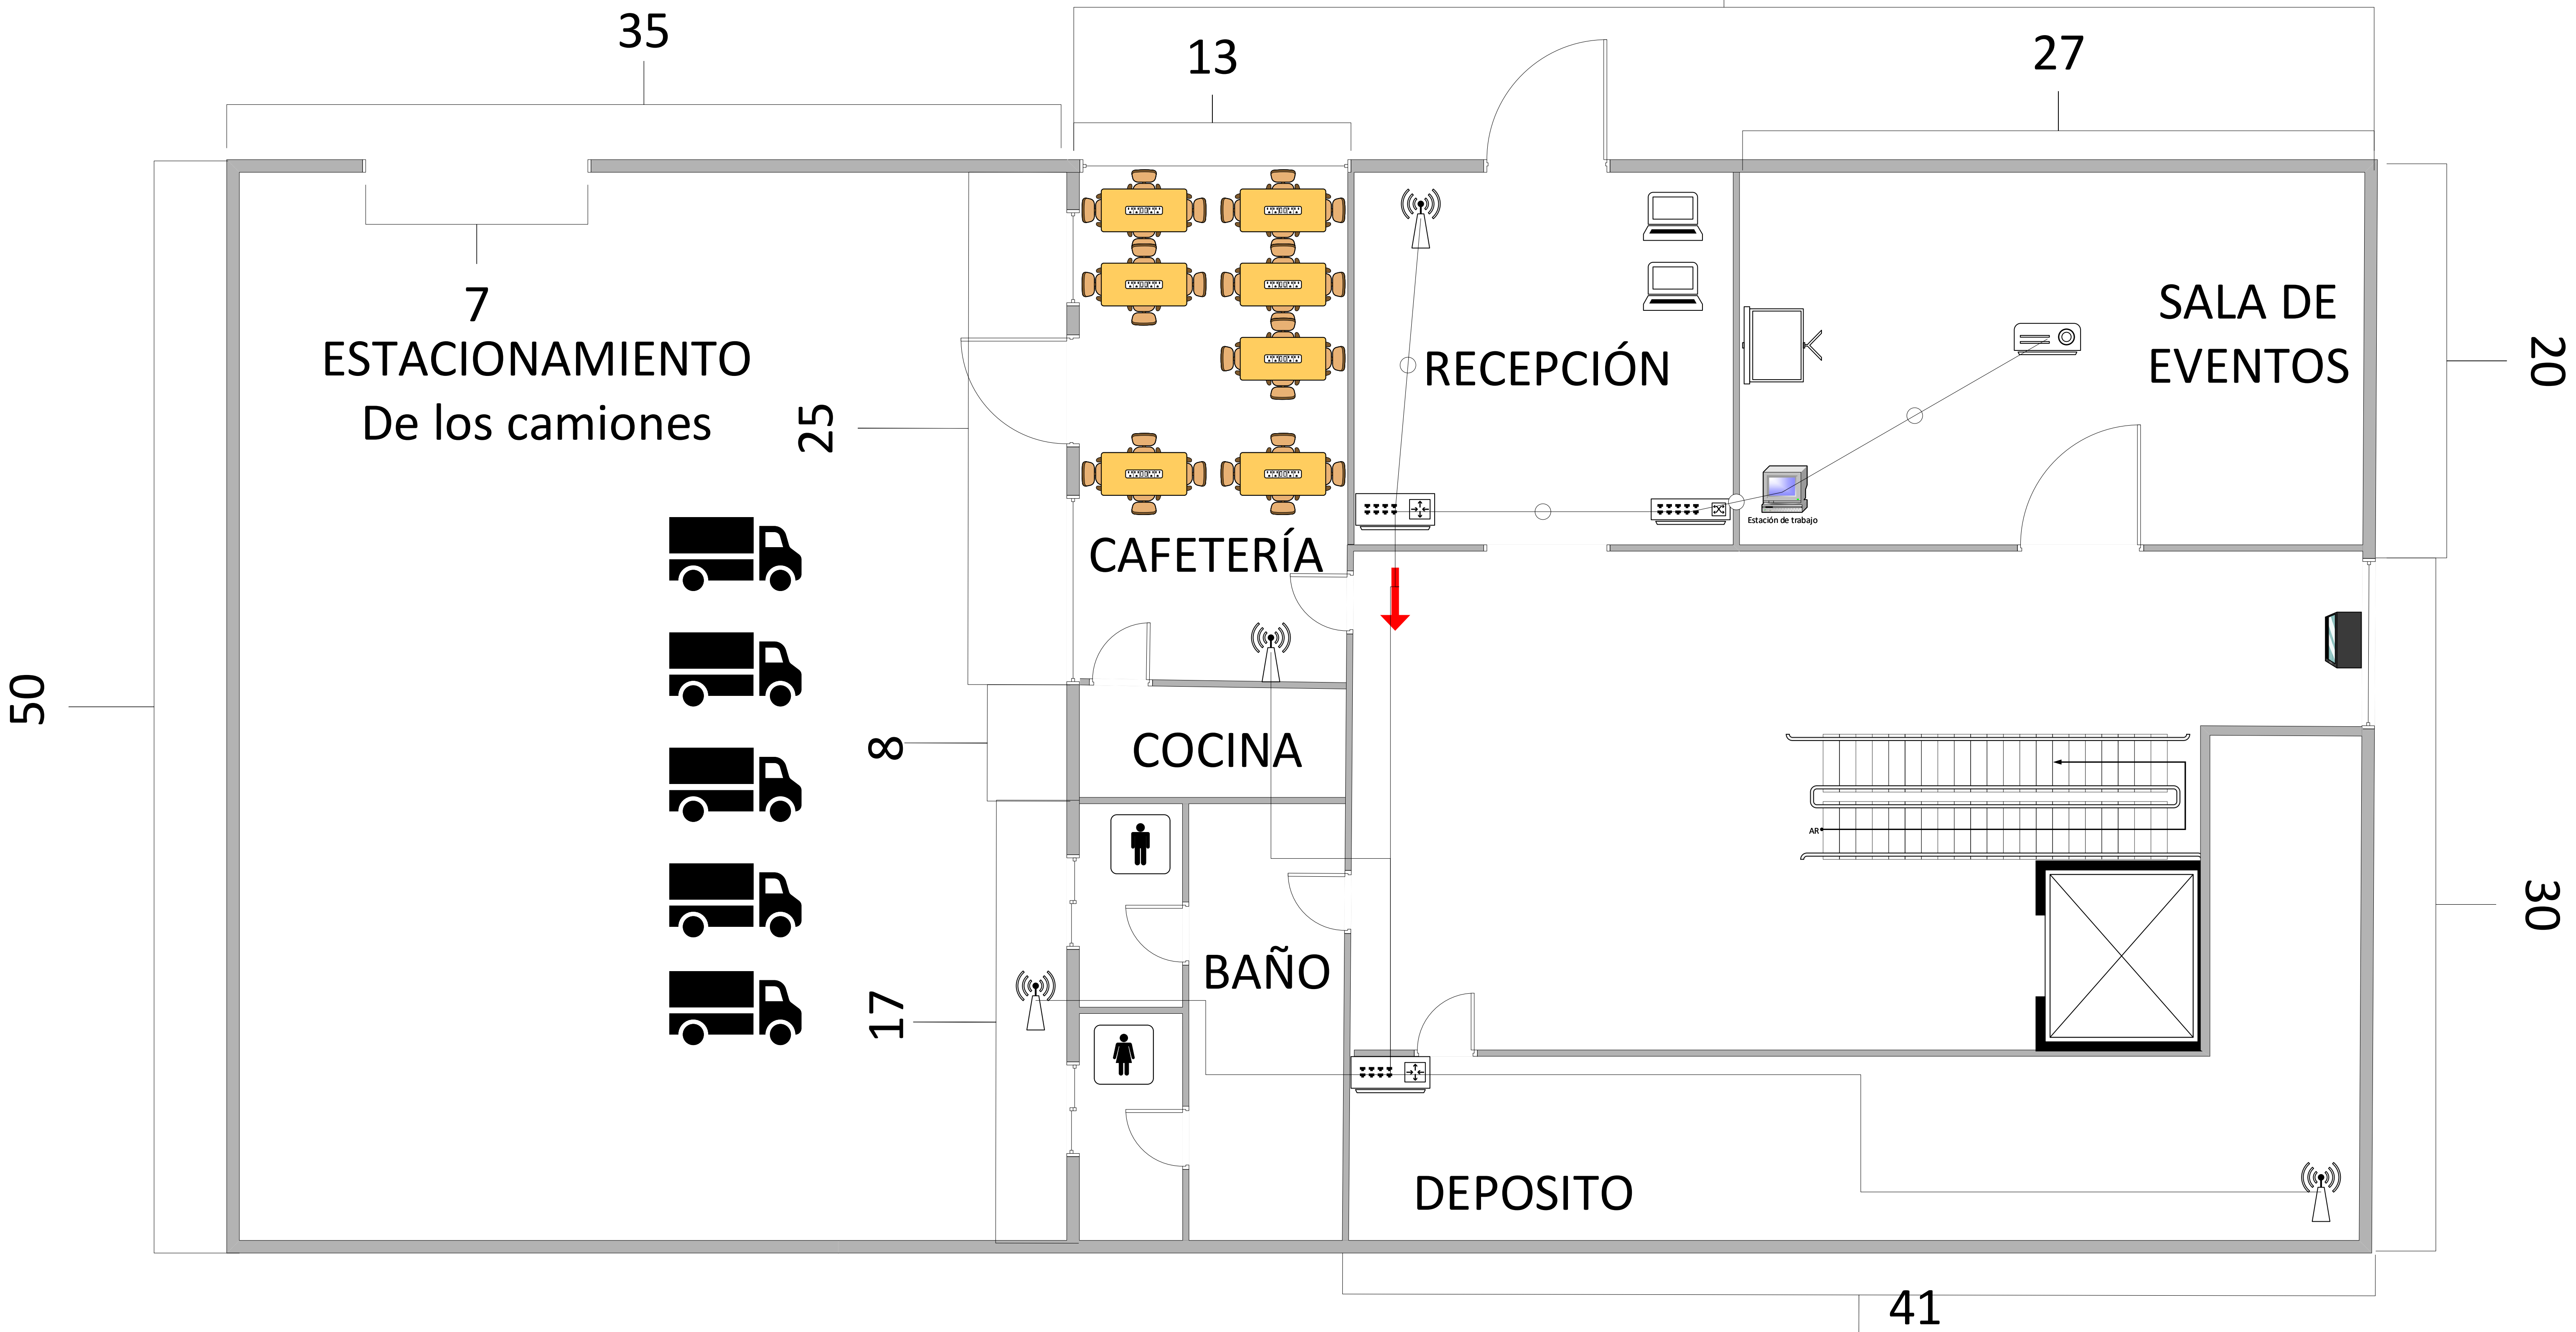 35
13
27
7
ESTACIONAMIENTO
De los camiones
25
RECEPCIÓN
SALA DE
EVENTOS
20
Estación de trabajo
CAFETERÍA
50
8
COCINA
AR
30
BAÑO
17
DEPOSITO
41